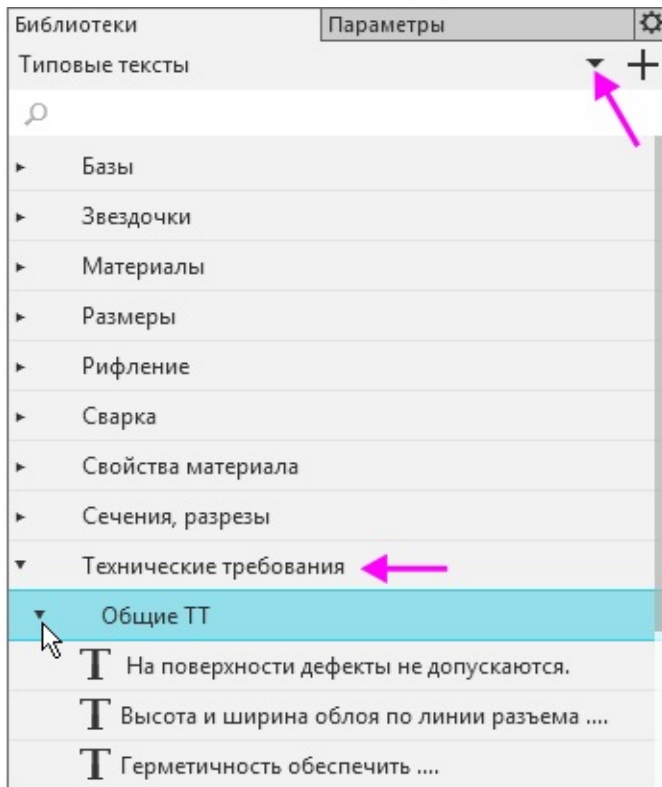 Библиотеки Параметры
Типовые тексты
Базы
Звездочки
Материалы
Размеры
Рифление
Сварка
Свойства материала
Сечения, разрезы
Технические требования
Общие ТТ
T На поверхности дефекты не допускаются.
T Высота и ширина облоя по линии разъема ....
T Герметичность обеспечить ....